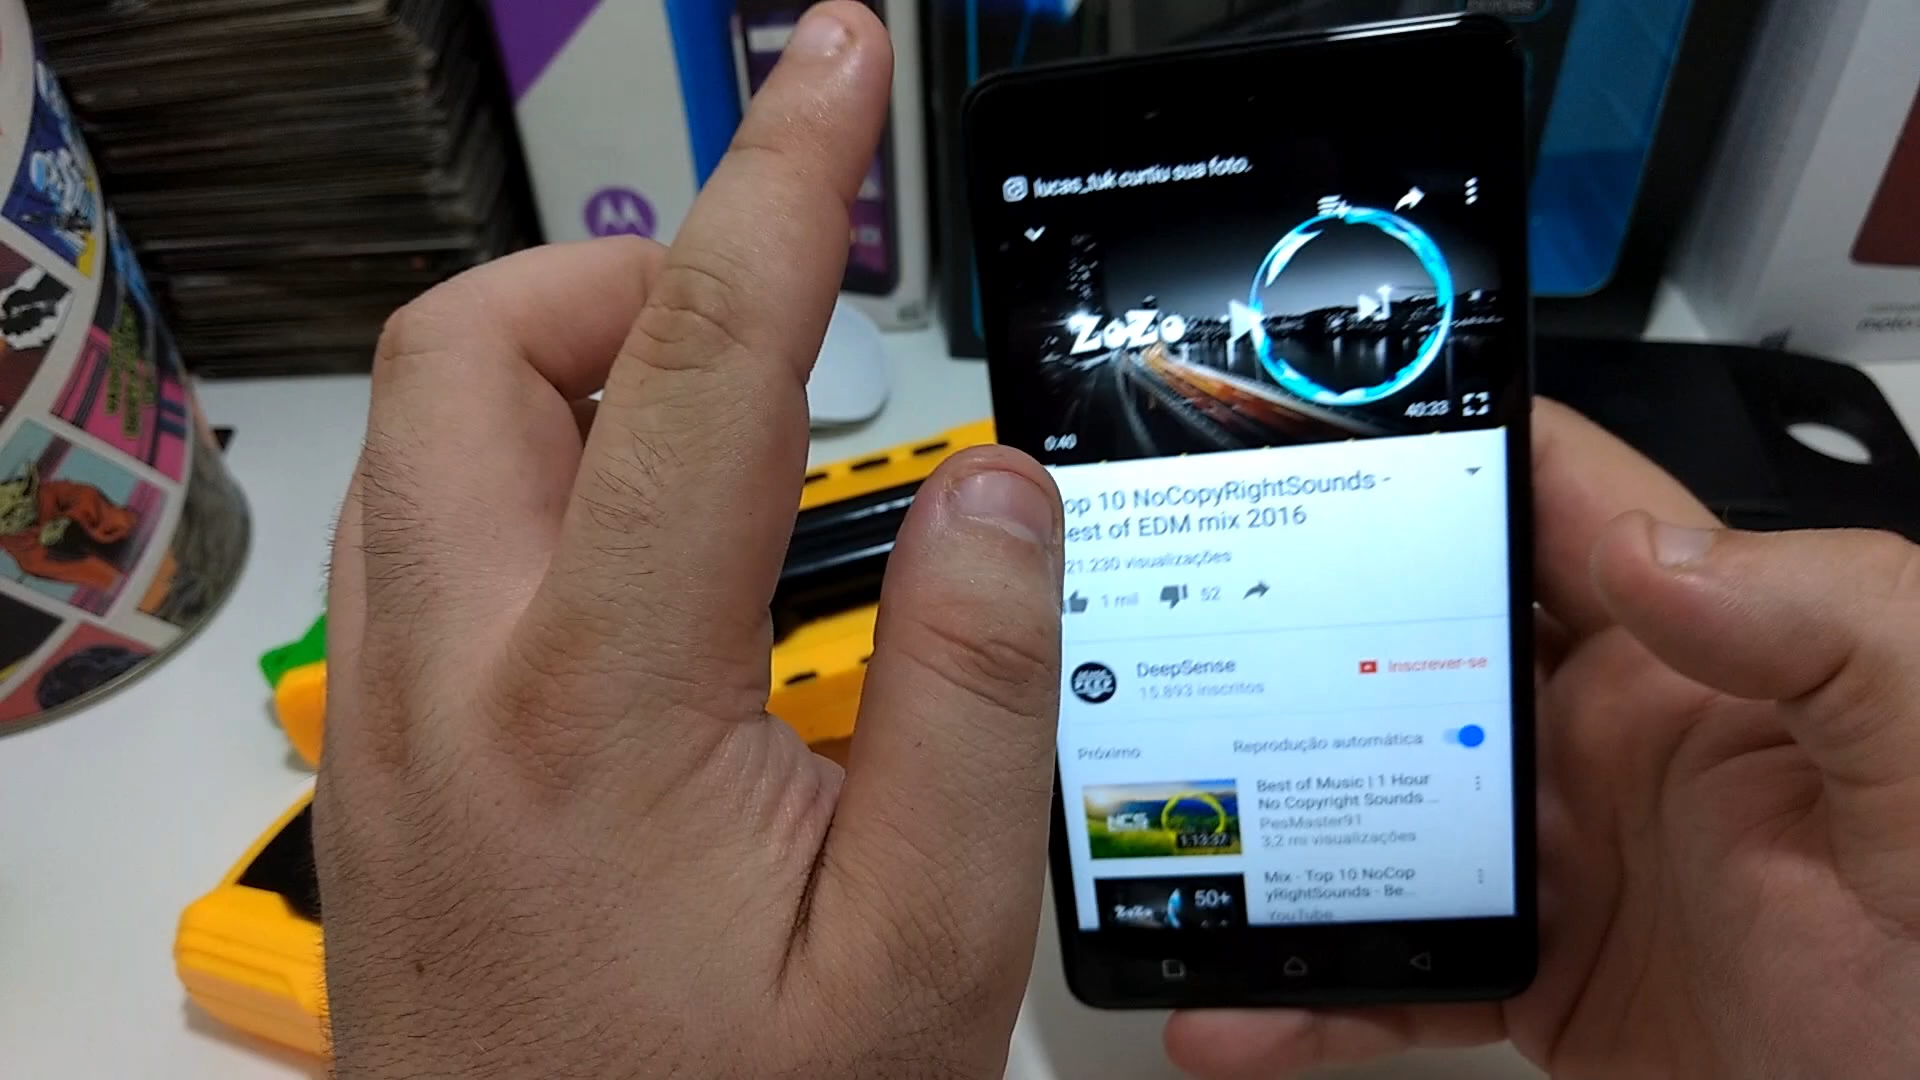 lucas_tuk curtiu sua foto.
ZoZo
40:33
0:40
op 10 NoCopyRightSounds -
est of EDM mix 2016
21.230 visualizações
1 mil
52
DeepSense
15.893 inscritos
Inscrever-se
Próximo
Reprodução automática
NCS
1:13:37
Best of Music | 1 Hour
No Copyright Sounds ...
PesMaster91
3,2 mi visualizações
ZoZo
50+
Mix - Top 10 NoCop
yRightSounds - Be...
YouTube